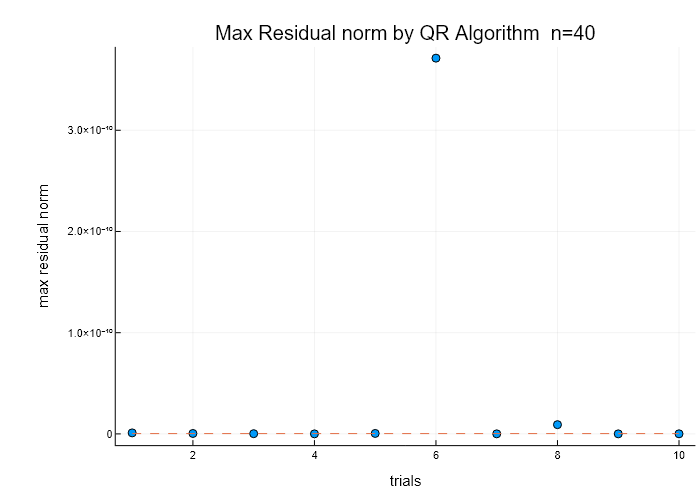 Max Residual norm by QR Algorithm  n=40
max residual norm
3.0×10⁻¹⁰
2.0×10⁻¹⁰
1.0×10⁻¹⁰
0
2 4 6 8 10
trials